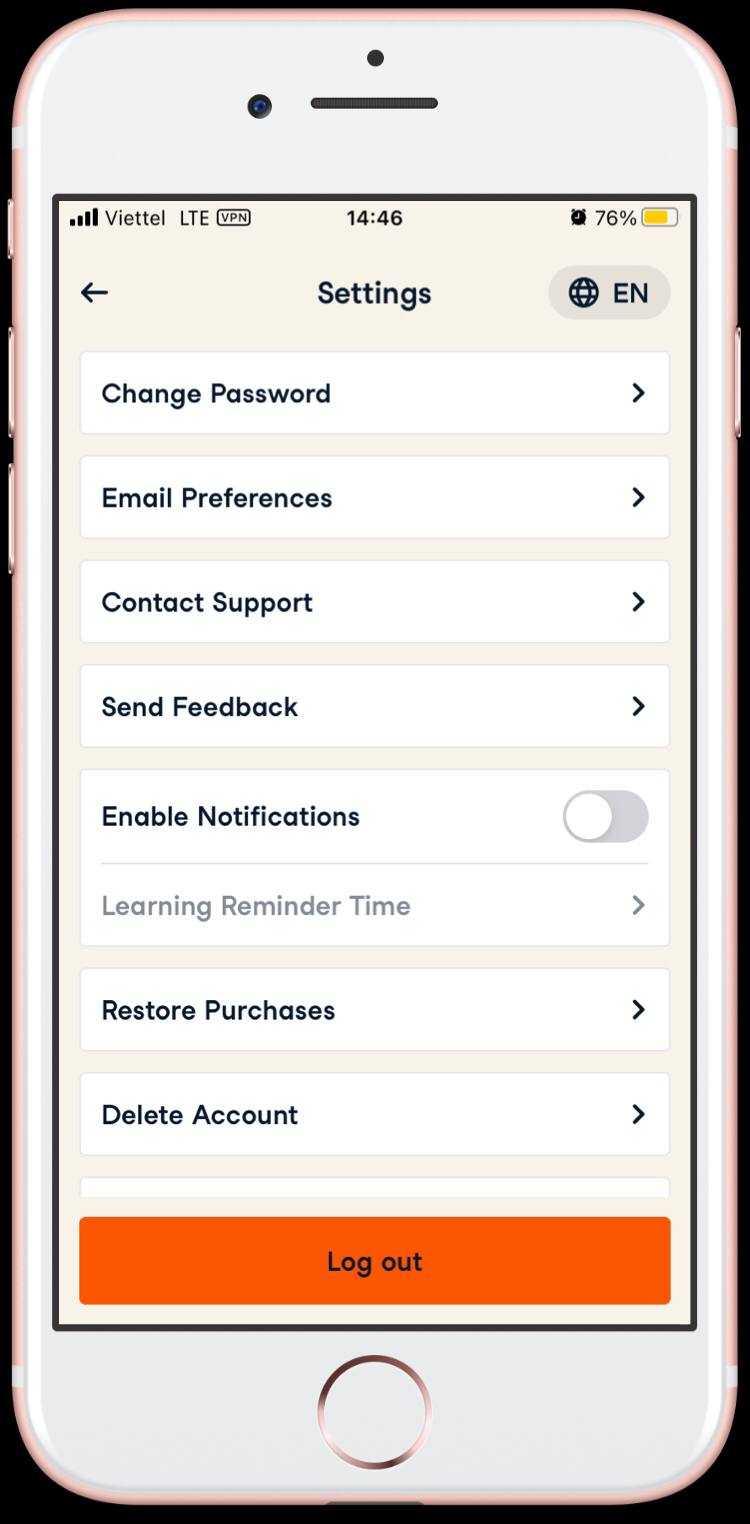 Viettel LTE VPN 14:46 76%
Settings EN
Change Password
Email Preferences
Contact Support
Send Feedback
Enable Notifications
Learning Reminder Time
Restore Purchases
Delete Account
Log out